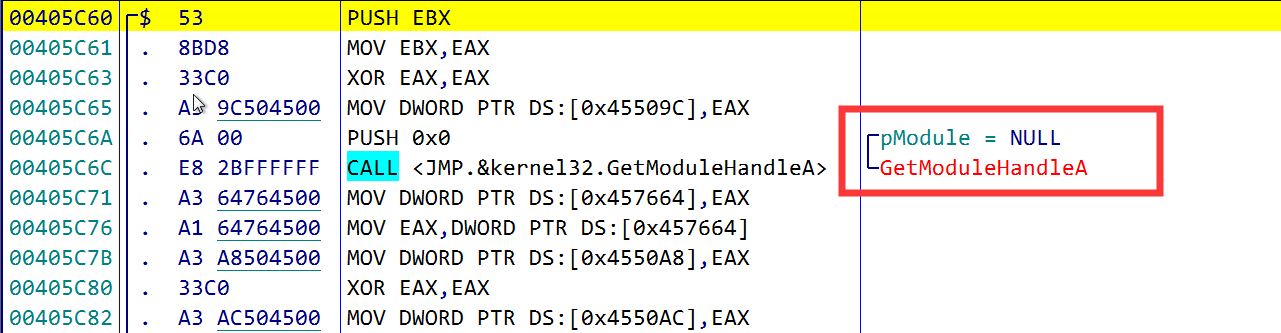 00405C60 $ 53 PUSH EBX
00405C61 . 8BD8 MOV EBX,EAX
00405C63 . 33C0 XOR EAX,EAX
00405C65 . A3 9C504500 MOV DWORD PTR DS:[0x45509C],EAX
00405C6A . 6A 00 PUSH 0x0 pModule = NULL
00405C6C . E8 2BFFFFFF CALL <JMP.&kernel32.GetModuleHandleA> GetModuleHandleA
00405C71 . A3 64764500 MOV DWORD PTR DS:[0x457664],EAX
00405C76 . A1 64764500 MOV EAX,DWORD PTR DS:[0x457664]
00405C7B . A3 A8504500 MOV DWORD PTR DS:[0x4550A8],EAX
00405C80 . 33C0 XOR EAX,EAX
00405C82 . A3 AC504500 MOV DWORD PTR DS:[0x4550AC],EAX